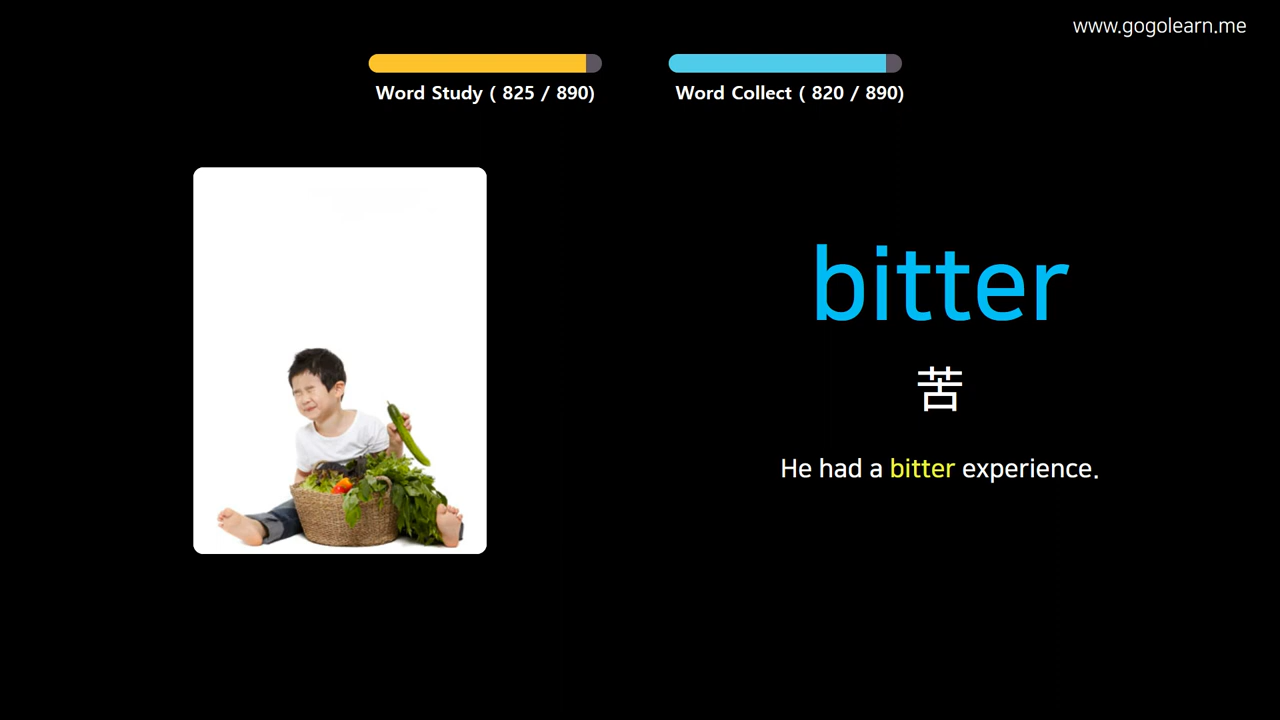 www.gogolearn.me
Word Study ( 825 / 890)
Word Collect ( 820 / 890)
bitter
苦
He had a bitter experience.